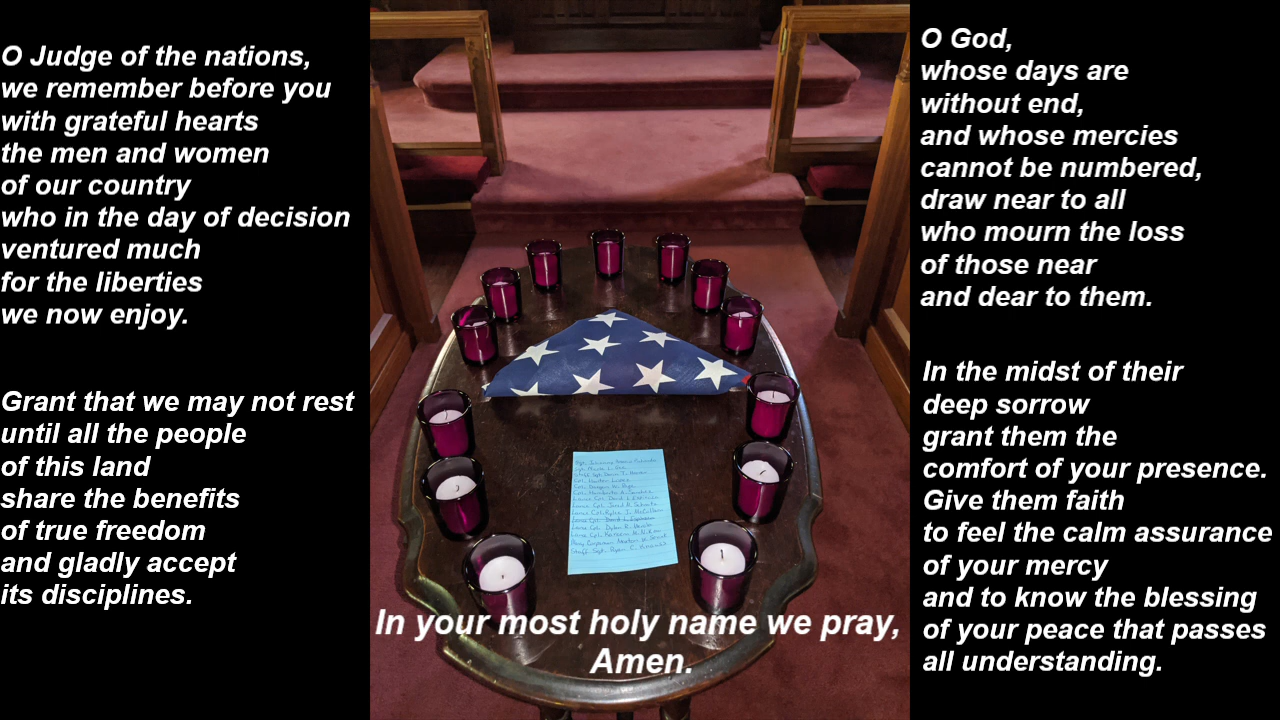 O Judge of the nations,
we remember before you
with grateful hearts
the men and women
of our country
who in the day of decision
ventured much
for the liberties
we now enjoy.
Grant that we may not rest
until all the people
of this land
share the benefits
of true freedom
and gladly accept
its disciplines.
O God,
whose days are
without end,
and whose mercies
cannot be numbered,
draw near to all
who mourn the loss
of those near
and dear to them.
In the midst of their
deep sorrow
grant them the
comfort of your presence.
Give them faith
to feel the calm assurance
of your mercy
and to know the blessing
of your peace that passes
all understanding.
In your most holy name we pray,
Amen.